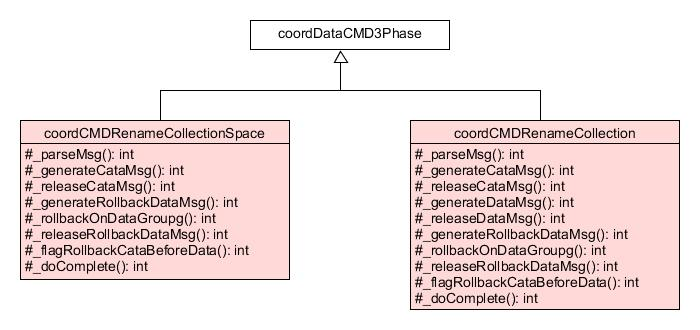 coordDataCMD3Phase
coordCMDRenameCollectionSpace
#_parseMsg(): int
#_generateCataMsg(): int
#_releaseCataMsg(): int
#_generateRollbackDataMsg(): int
#_rollbackOnDataGroupg(): int
#_releaseRollbackDataMsg(): int
#_flagRollbackCataBeforeData(): int
#_doComplete(): int
coordCMDRenameCollection
#_parseMsg(): int
#_generateCataMsg(): int
#_releaseCataMsg(): int
#_generateDataMsg(): int
#_releaseDataMsg(): int
#_generateRollbackDataMsg(): int
#_rollbackOnDataGroupg(): int
#_releaseRollbackDataMsg(): int
#_flagRollbackCataBeforeData(): int
#_doComplete(): int